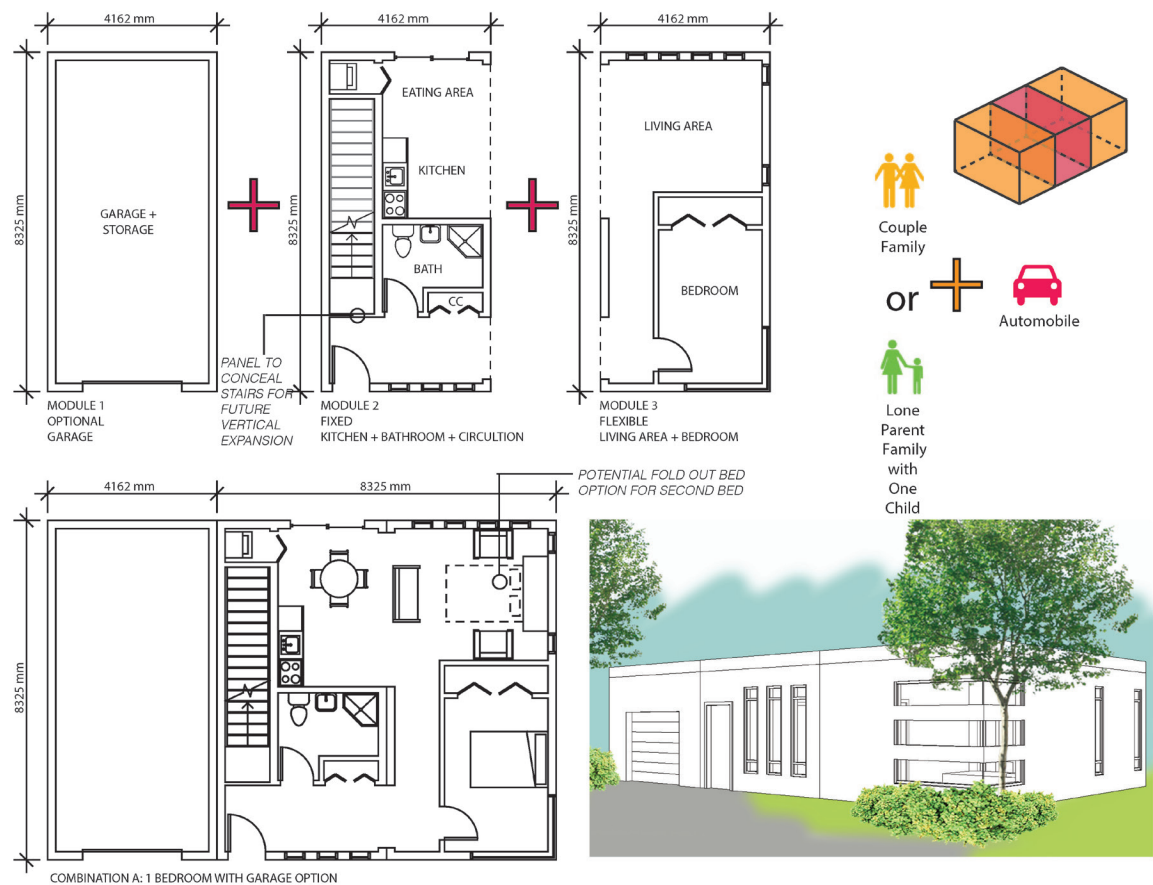 4162 mm
4162 mm
4162 mm
8325 mm
8325 mm
8325 mm
GARAGE +
STORAGE
EATING AREA
KITCHEN
BATH
CC
LIVING AREA
BEDROOM
PANEL TO
CONCEAL
STAIRS FOR
FUTURE
VERTICAL
EXPANSION
MODULE 1
OPTIONAL
GARAGE
MODULE 2
FIXED
KITCHEN + BATHROOM + CIRCULTION
MODULE 3
FLEXIBLE
LIVING AREA + BEDROOM
Couple
Family
or
Automobile
Lone
Parent
Family
with
One
Child
4162 mm
8325 mm
POTENTIAL FOLD OUT BED
OPTION FOR SECOND BED
8325 mm
COMBINATION A: 1 BEDROOM WITH GARAGE OPTION